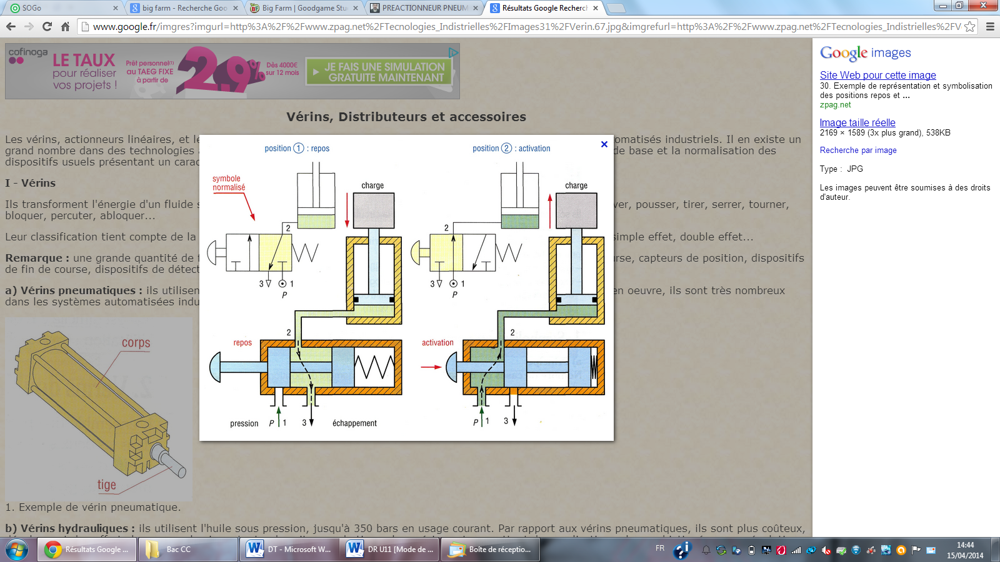 SOGo
big farm - Recherche Goo
Big Farm | Goodgame Stu
PREACTIONNEUR PNEUM
Résultats Google Recherch
www.google.fr/imgres?imgurl=http%3A%2F%2Fwww.zpag.net%2FTecnologies_Indistrielles%2FImages31%2FVerin.67.jpg&imgrefurl=http%3A%2F%2Fwww.zpag.net%2FTecnologies_Indistrielles%2FV
cofinoga
LE TAUX
pour réaliser
vos projets !
Prêt personnel(1)
au TAEG FIXE
à partir de
2.9%
Dès 4000€
sur 12 mois
JE FAIS UNE SIMULATION
GRATUITE MAINTENANT
Google images
Site Web pour cette image
30. Exemple de représentation et symbolisation
des positions repos et ...
zpag.net
Image taille réelle
2169 × 1589 (3x plus grand), 538KB
Recherche par image
Type : JPG
Les images peuvent être soumises à des droits
d'auteur.
Vérins, Distributeurs et accessoires
Les vérins, actionneurs linéaires, et le
omatisés industriels. Il en existe un
grand nombre dans des technologies
de base et la normalisation des
dispositifs usuels présentant un carac
I - Vérins
Ils transforment l'énergie d'un fluide s
ver, pousser, tirer, serrer, tourner,
bloquer, percuter, abloquer...
Leur classification tient compte de la
simple effet, double effet...
Remarque : une grande quantité de f
urse, capteurs de position, dispositifs
de fin de course, dispositifs de détect
a) Vérins pneumatiques : ils utilisen
en oeuvre, ils sont très nombreux
dans les systèmes automatisées indu
position 1 : repos
position 2 : activation
symbole
normalisé
charge
charge
2
2
3
1
P
3
1
P
2
2
repos
activation
pression P 1 3 échappement
P 1 3
corps
tige
1. Exemple de vérin pneumatique.
b) Vérins hydrauliques : ils utilisent l'huile sous pression, jusqu'à 350 bars en usage courant. Par rapport aux vérins pneumatiques, ils sont plus coûteux,
Résultats Google ...
Bac CC
DT - Microsoft W...
DR U11 [Mode de ...
Boîte de réceptio...
FR
14:44
15/04/2014